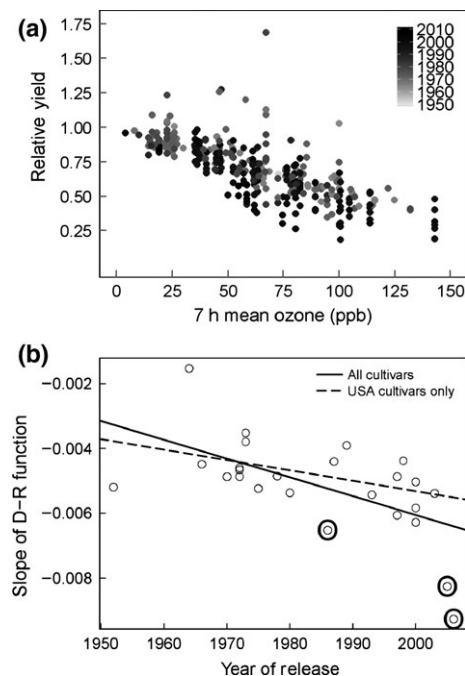 (a)
1.75
1.50
1.25
1.00
0.75
0.50
0.25
Relative yield
2010
2000
1990
1980
1970
1960
1950
0 25 50 75 100 125 150
7 h mean ozone (ppb)
(b)
All cultivars
USA cultivars only
−0.002
−0.004
−0.006
−0.008
Slope of D–R function
1950 1960 1970 1980 1990 2000
Year of release